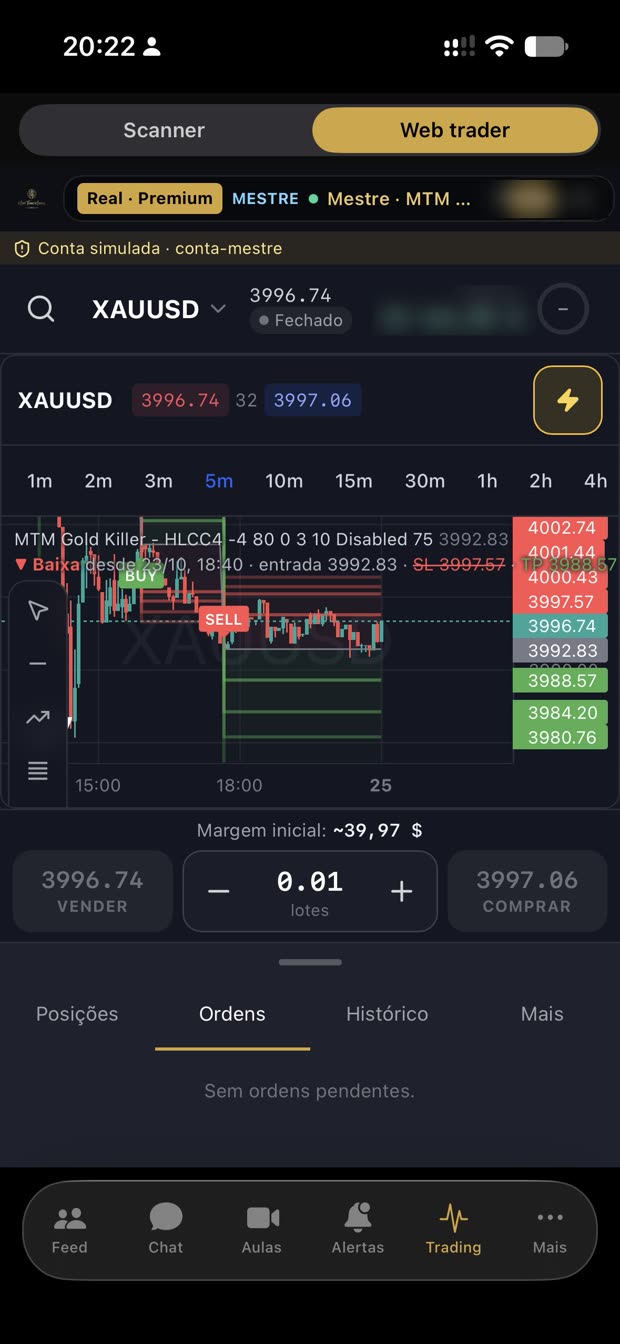 20:22
Scanner Web trader
Real · Premium MESTRE Mestre · MTM ...
Conta simulada · conta-mestre
XAUUSD 3996.74
Fechado
XAUUSD 3996.74 32 3997.06
1m 2m 3m 5m 10m 15m 30m 1h 2h 4h
MTM Gold Killer - HLCC4 -4 80 0 3 10 Disabled 75 3992.83
▼ Baixa desde 23/10, 18:40 · entrada 3992.83 · SL 3997.57 · TP 3988.57
BUY
SELL
XAUUSD
4002.74
4001.44
4000.43
3997.57
3996.74
3992.83
3988.57
3984.20
3980.76
15:00 18:00 25
Margem inicial: ~39,97 $
3996.74 0.01 3997.06
VENDER lotes COMPRAR
Posições Ordens Histórico Mais
Sem ordens pendentes.
Feed Chat Aulas Alertas Trading Mais